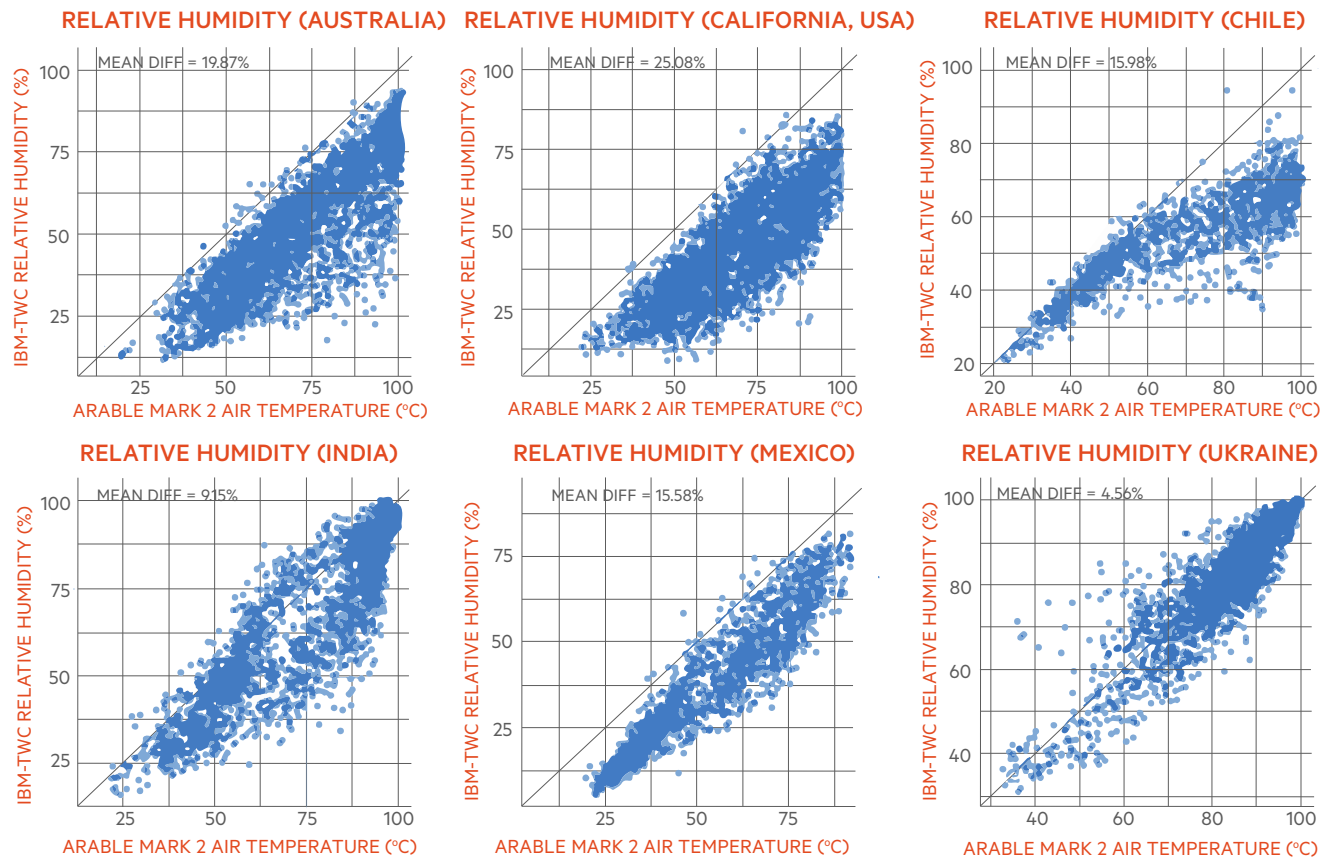 RELATIVE HUMIDITY (AUSTRALIA)
MEAN DIFF = 19.87%
IBM-TWC RELATIVE HUMIDITY (%)
100
75
50
25
25 50 75 100
ARABLE MARK 2 AIR TEMPERATURE (ºC)
RELATIVE HUMIDITY (CALIFORNIA, USA)
MEAN DIFF = 25.08%
IBM-TWC RELATIVE HUMIDITY (%)
100
75
50
25
25 50 75 100
ARABLE MARK 2 AIR TEMPERATURE (ºC)
RELATIVE HUMIDITY (CHILE)
MEAN DIFF = 15.98%
IBM-TWC RELATIVE HUMIDITY (%)
100
80
60
40
20
20 40 60 80 100
ARABLE MARK 2 AIR TEMPERATURE (ºC)
RELATIVE HUMIDITY (INDIA)
MEAN DIFF = 9.15%
IBM-TWC RELATIVE HUMIDITY (%)
100
75
50
25
25 50 75 100
ARABLE MARK 2 AIR TEMPERATURE (ºC)
RELATIVE HUMIDITY (MEXICO)
MEAN DIFF = 15.58%
IBM-TWC RELATIVE HUMIDITY (%)
75
50
25
25 50 75
ARABLE MARK 2 AIR TEMPERATURE (ºC)
RELATIVE HUMIDITY (UKRAINE)
MEAN DIFF = 4.56%
IBM-TWC RELATIVE HUMIDITY (%)
100
80
60
40
40 60 80 100
ARABLE MARK 2 AIR TEMPERATURE (ºC)